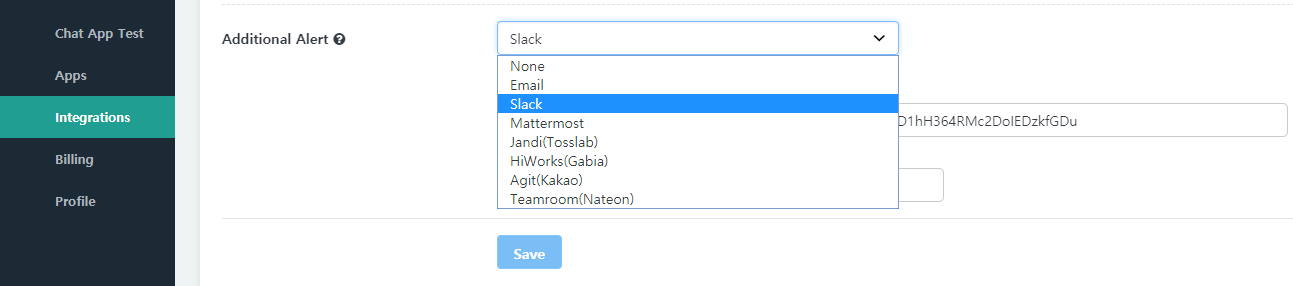 Chat App Test
Apps
Integrations
Billing
Profile
Additional Alert
Slack
None
Email
Slack
Mattermost
Jandi(Tosslab)
HiWorks(Gabia)
Agit(Kakao)
Teamroom(Nateon)
D1hH364RMc2DoIEDzkfGDu
Save